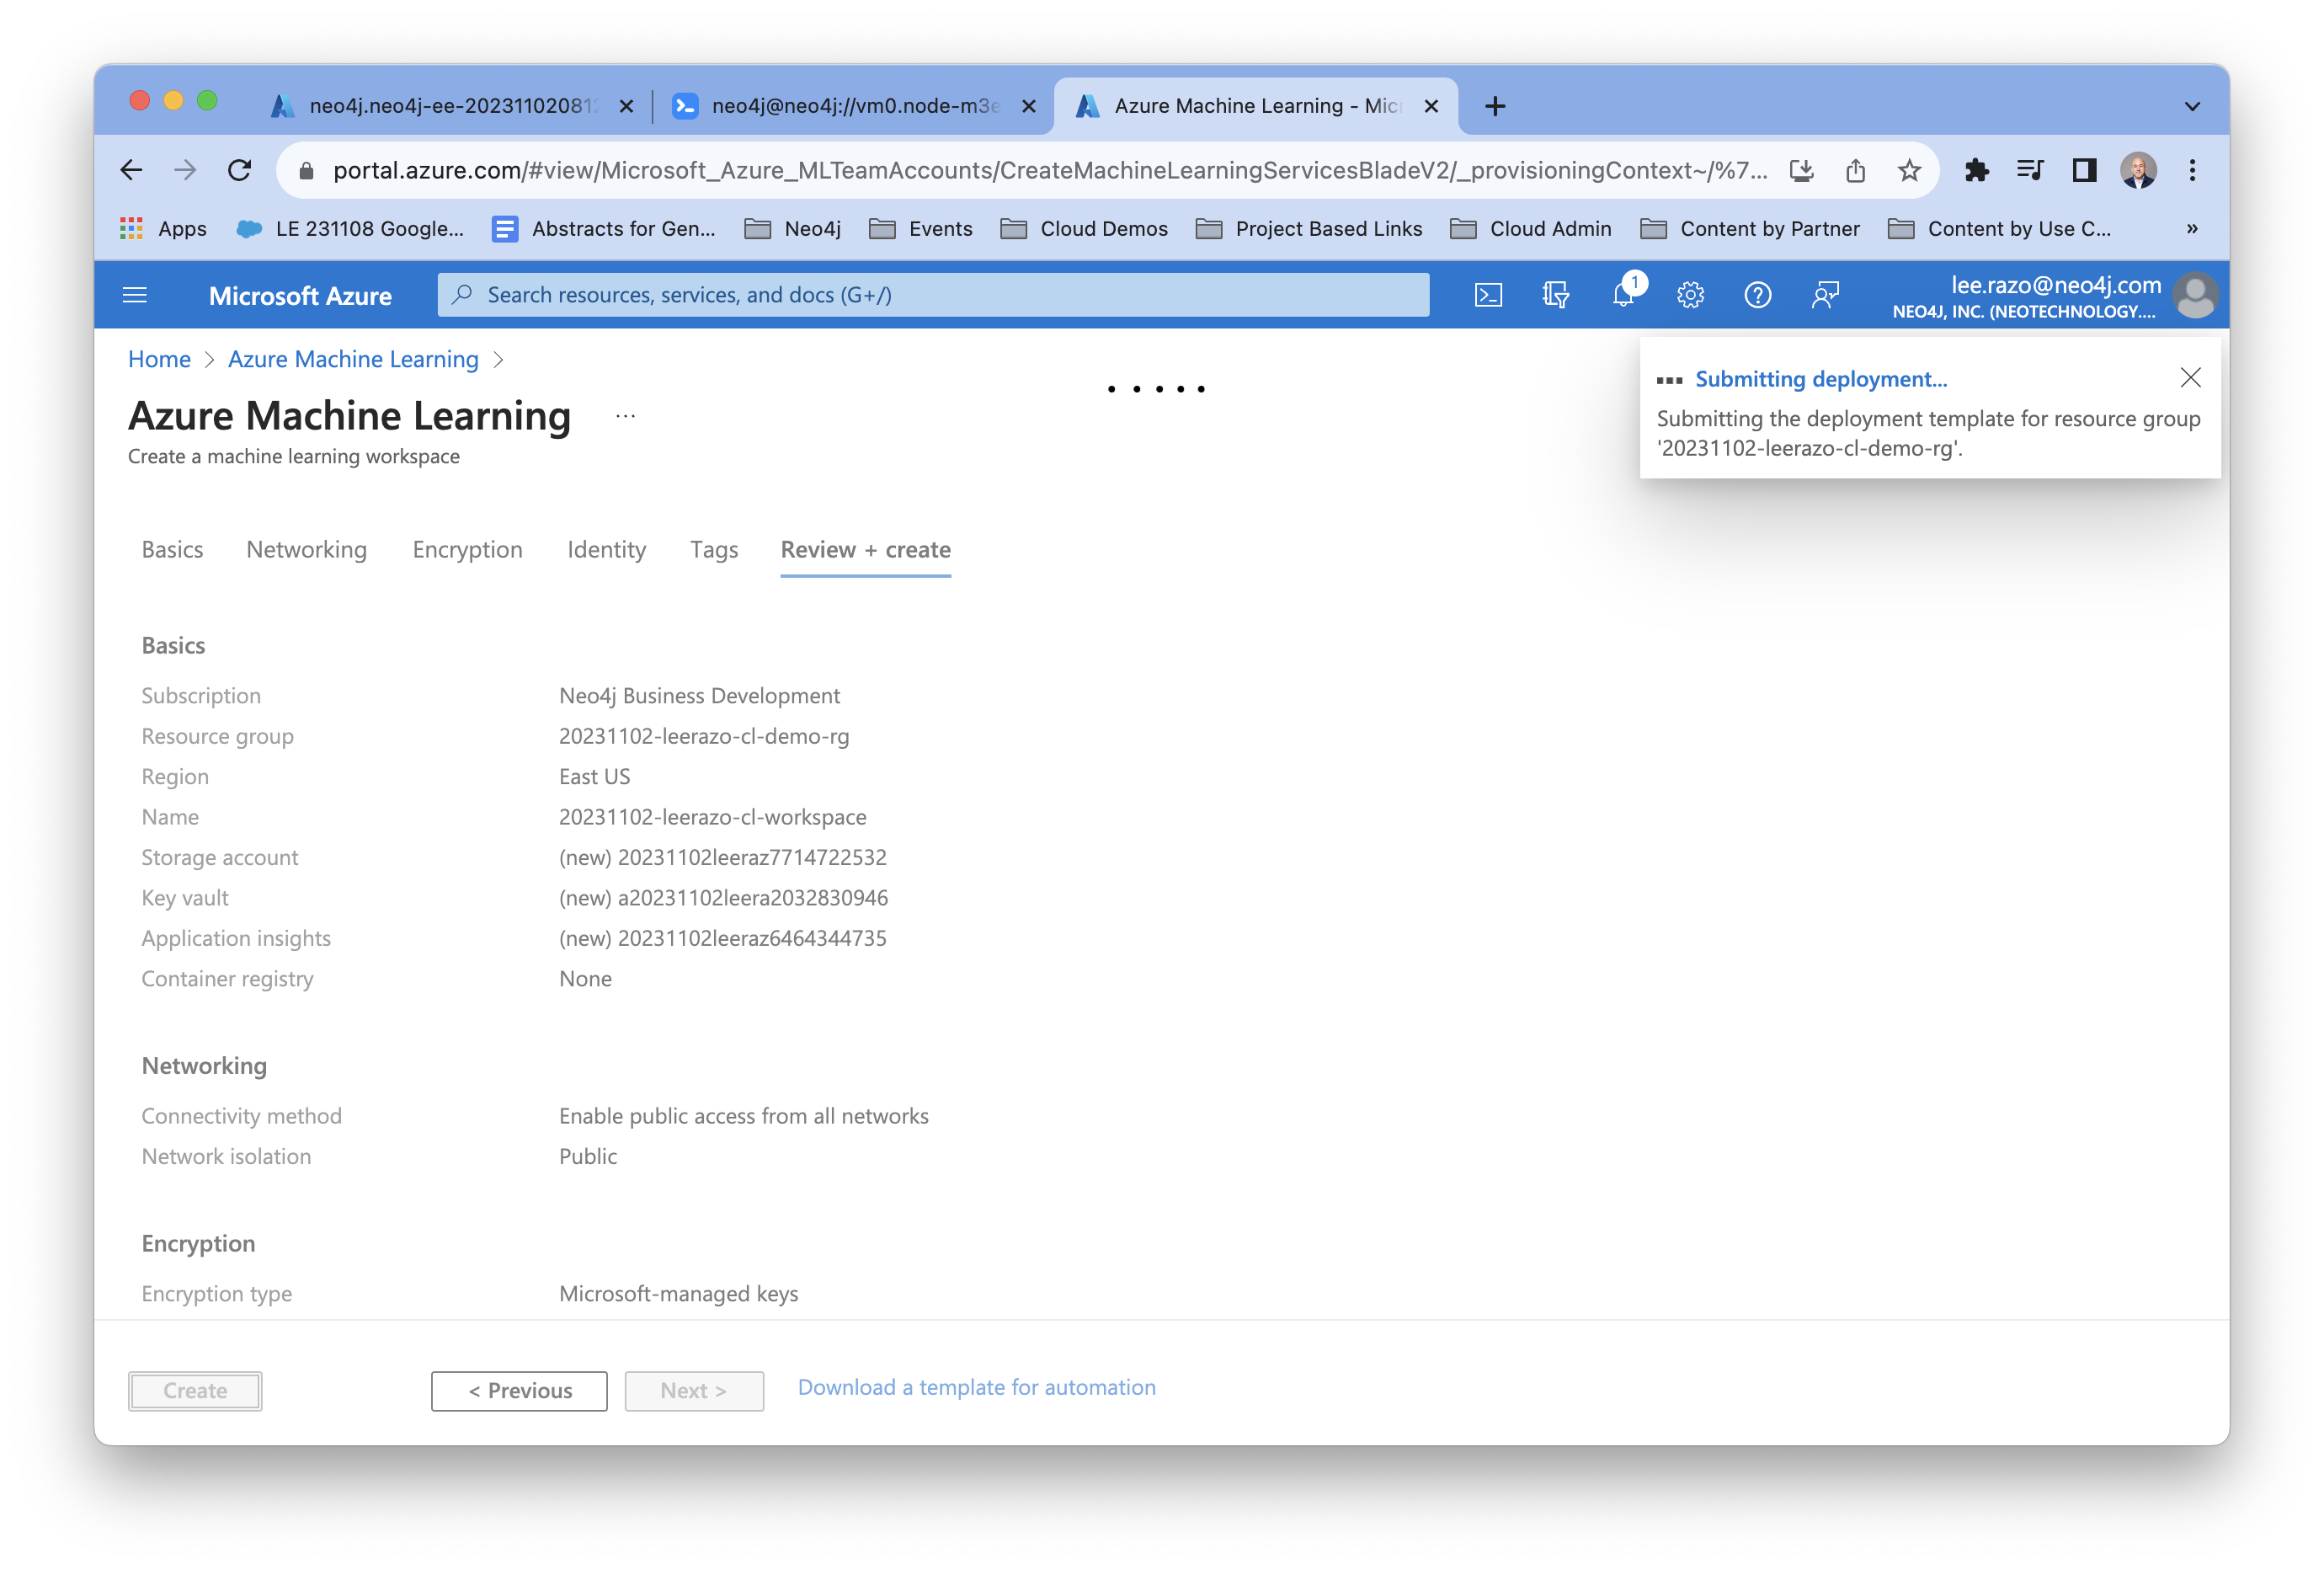 neo4j.neo4j-ee-20231102081
neo4j@neo4j://vm0.node-m3e
Azure Machine Learning - Mic
portal.azure.com/#view/Microsoft_Azure_MLTeamAccounts/CreateMachineLearningServicesBladeV2/_provisioningContext~/%7...
Apps
LE 231108 Google...
Abstracts for Gen...
Neo4j
Events
Cloud Demos
Project Based Links
Cloud Admin
Content by Partner
Content by Use C...
»
Microsoft Azure
Search resources, services, and docs (G+/)
1
lee.razo@neo4j.com
NEO4J, INC. (NEOTECHNOLOGY....
Home > Azure Machine Learning >
Azure Machine Learning ...
Create a machine learning workspace
Submitting deployment...
Submitting the deployment template for resource group
'20231102-leerazo-cl-demo-rg'.
Basics Networking Encryption Identity Tags Review + create
Basics
Subscription Neo4j Business Development
Resource group 20231102-leerazo-cl-demo-rg
Region East US
Name 20231102-leerazo-cl-workspace
Storage account (new) 20231102leeraz7714722532
Key vault (new) a20231102leera2032830946
Application insights (new) 20231102leeraz6464344735
Container registry None
Networking
Connectivity method Enable public access from all networks
Network isolation Public
Encryption
Encryption type Microsoft-managed keys
Create
< Previous
Next >
Download a template for automation